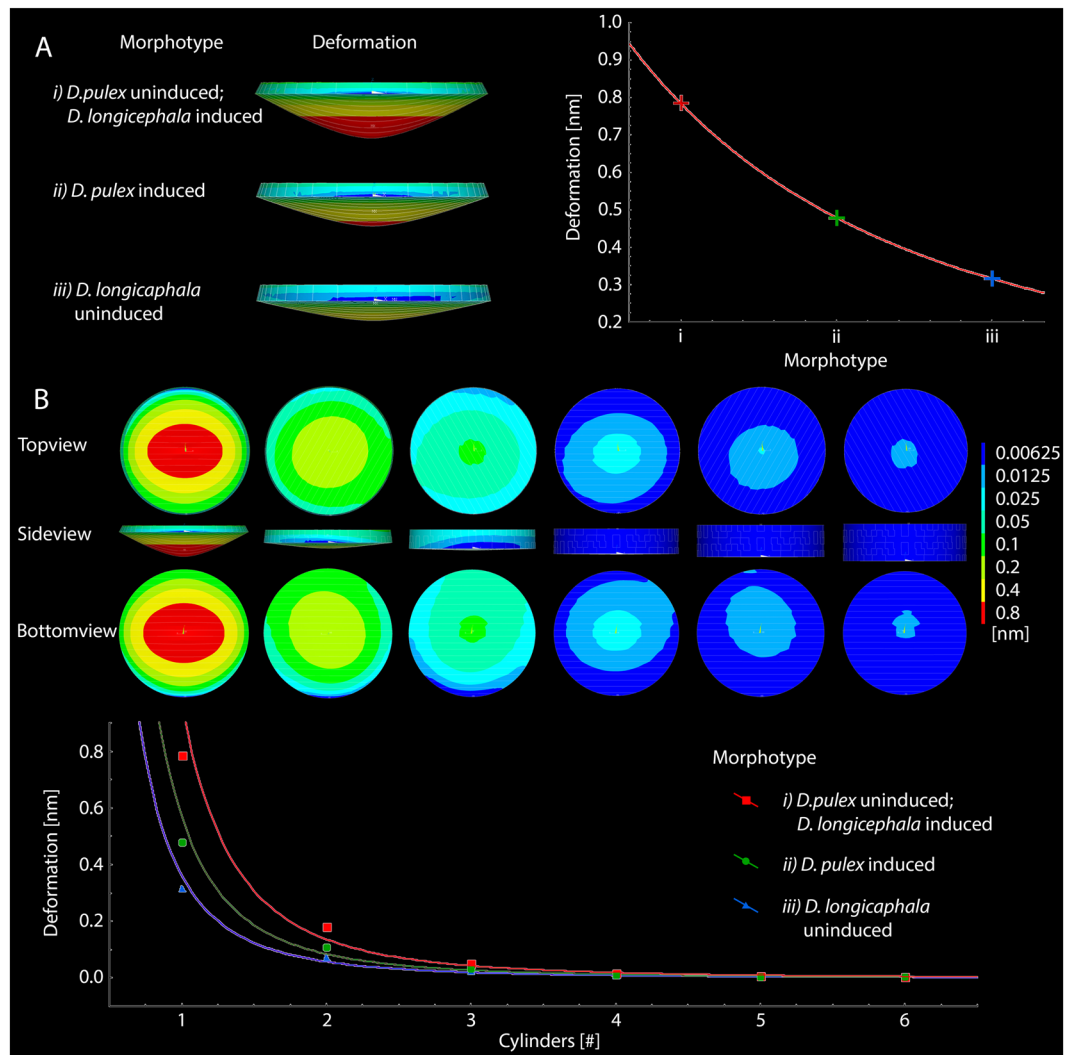 A
Morphotype
Deformation
i) D.pulex uninduced;
D. longicephala induced
ii) D. pulex induced
iii) D. longicaphala
uninduced
Deformation [nm]
1.0
0.9
0.8
0.7
0.6
0.5
0.4
0.3
0.2
i
ii
iii
Morphotype
B
Topview
Sideview
Bottomview
0.00625
0.0125
0.025
0.05
0.1
0.2
0.4
0.8
[nm]
Deformation [nm]
0.8
0.6
0.4
0.2
0.0
1
2
3
4
5
6
Cylinders [#]
Morphotype
i) D.pulex uninduced;
D. longicephala induced
ii) D. pulex induced
iii) D. longicaphala
uninduced